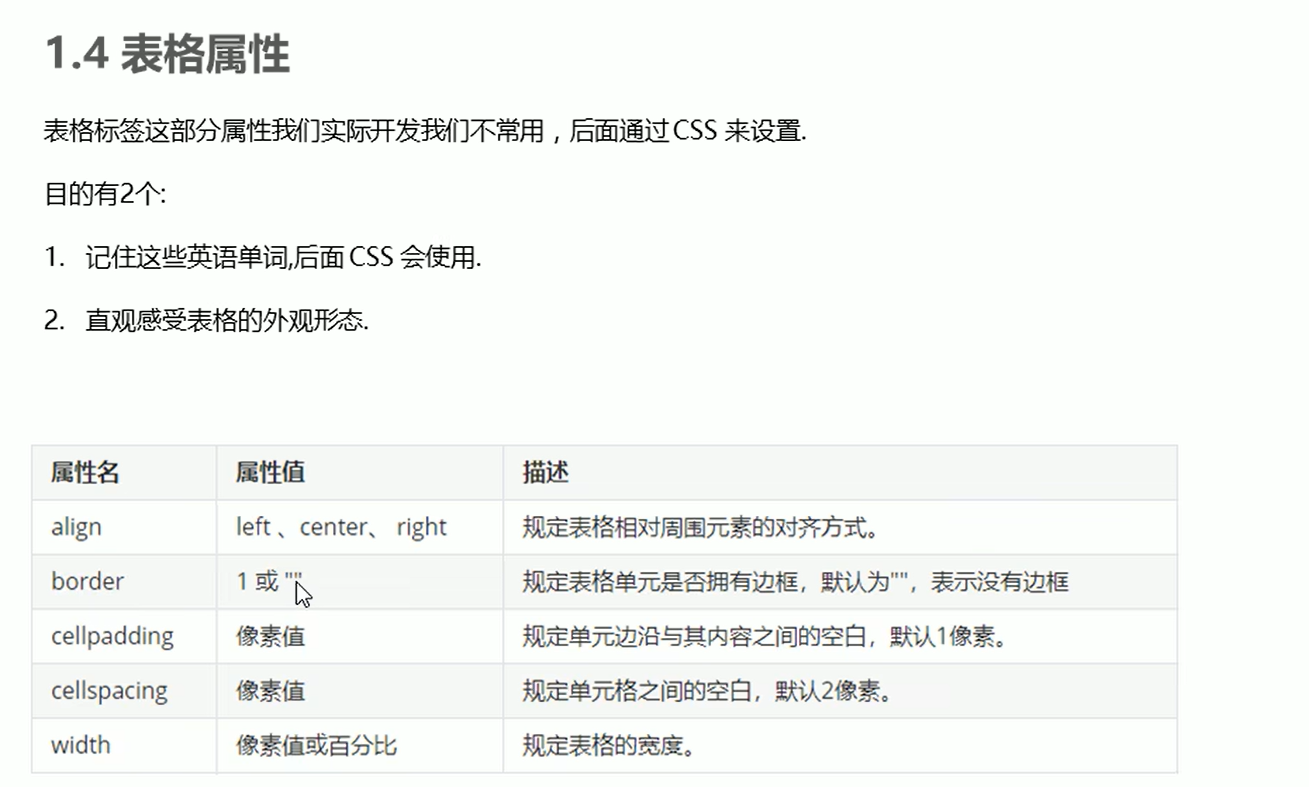 1.4 表格属性
表格标签这部分属性我们实际开发我们不常用，后面通过CSS 来设置.
目的有2个:
1. 记住这些英语单词,后面 CSS 会使用.
2. 直观感受表格的外观形态.
属性名 属性值 描述
align left 、center、 right 规定表格相对周围元素的对齐方式。
border 1 或 "" 规定表格单元是否拥有边框，默认为""，表示没有边框
cellpadding 像素值 规定单元边沿与其内容之间的空白，默认1像素。
cellspacing 像素值 规定单元格之间的空白，默认2像素。
width 像素值或百分比 规定表格的宽度。